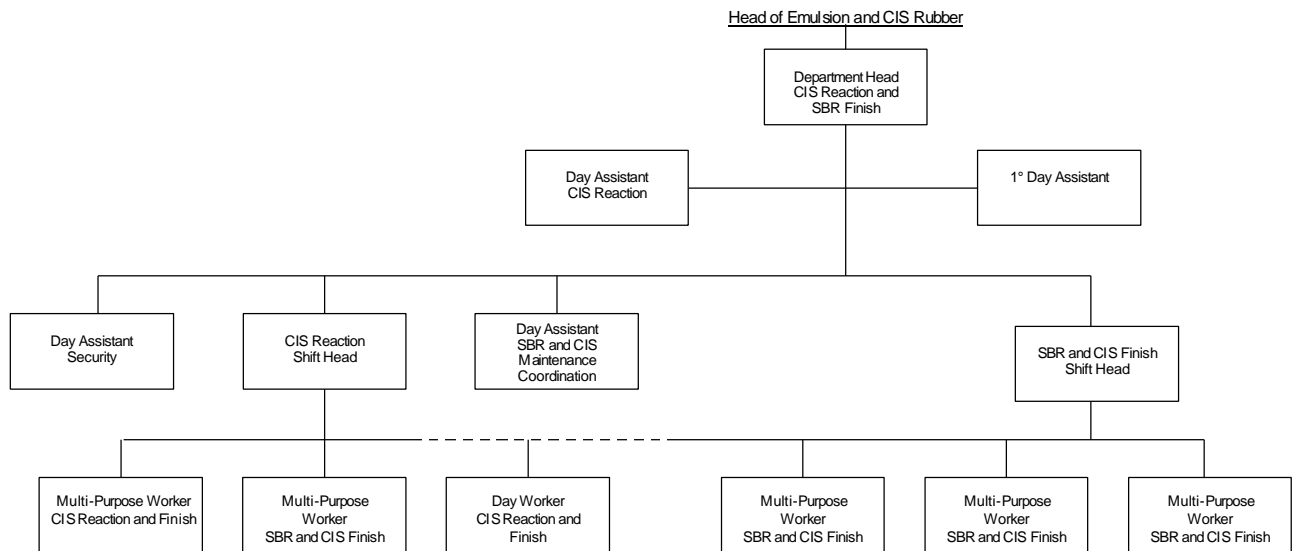 Head of Emulsion and CIS Rubber
Department Head
CIS Reaction and
SBR Finish
Day Assistant
CIS Reaction
1° Day Assistant
Day Assistant
Security
CIS Reaction
Shift Head
Day Assistant
SBR and CIS
Maintenance
Coordination
SBR and CIS Finish
Shift Head
Multi-Purpose Worker
CIS Reaction and Finish
Multi-Purpose
Worker
SBR and CIS Finish
Day Worker
CIS Reaction and
Finish
Multi-Purpose
Worker
SBR and CIS Finish
Multi-Purpose
Worker
SBR and CIS Finish
Multi-Purpose
Worker
SBR and CIS Finish